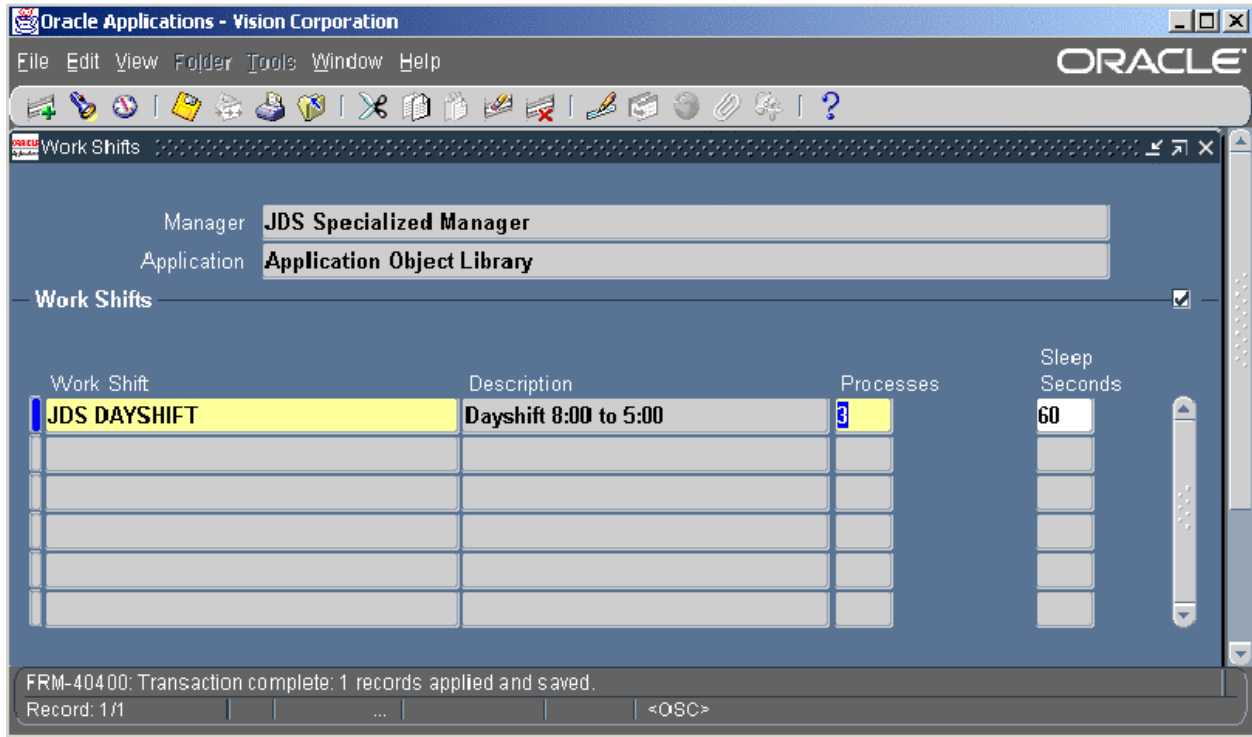 Oracle Applications - Vision Corporation
File Edit View Folder Tools Window Help
ORACLE
Work Shifts
Manager JDS Specialized Manager
Application Application Object Library
Work Shifts
Sleep
Work Shift Description Processes Seconds
JDS DAYSHIFT Dayshift 8:00 to 5:00 3 60
FRM-40400: Transaction complete: 1 records applied and saved.
Record: 1/1 ... <OSC>